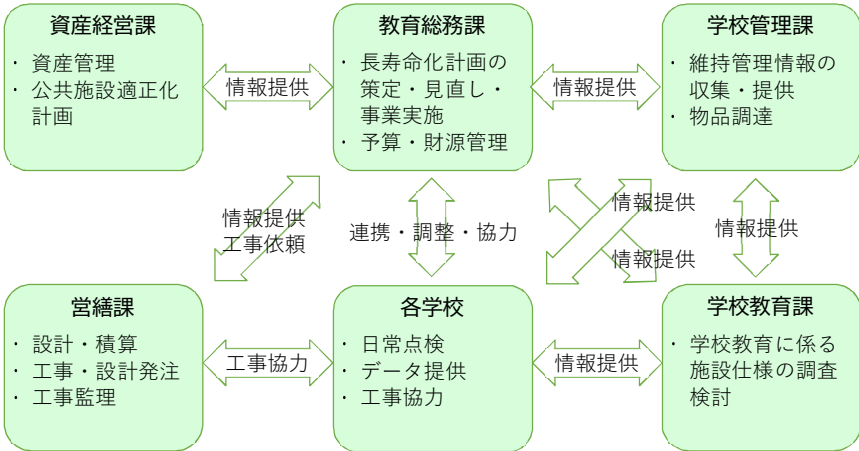 資産経営課
・ 資産管理
・ 公共施設適正化
計画
情報提供
教育総務課
・ 長寿命化計画の
策定・見直し・
事業実施
・ 予算・財源管理
情報提供
学校管理課
・ 維持管理情報の
収集・提供
・ 物品調達
情報提供
工事依頼
連携・調整・協力
情報提供
情報提供
情報提供
営繕課
・ 設計・積算
・ 工事・設計発注
・ 工事監理
工事協力
各学校
・ 日常点検
・ データ提供
・ 工事協力
情報提供
学校教育課
・ 学校教育に係る
施設仕様の調査
検討